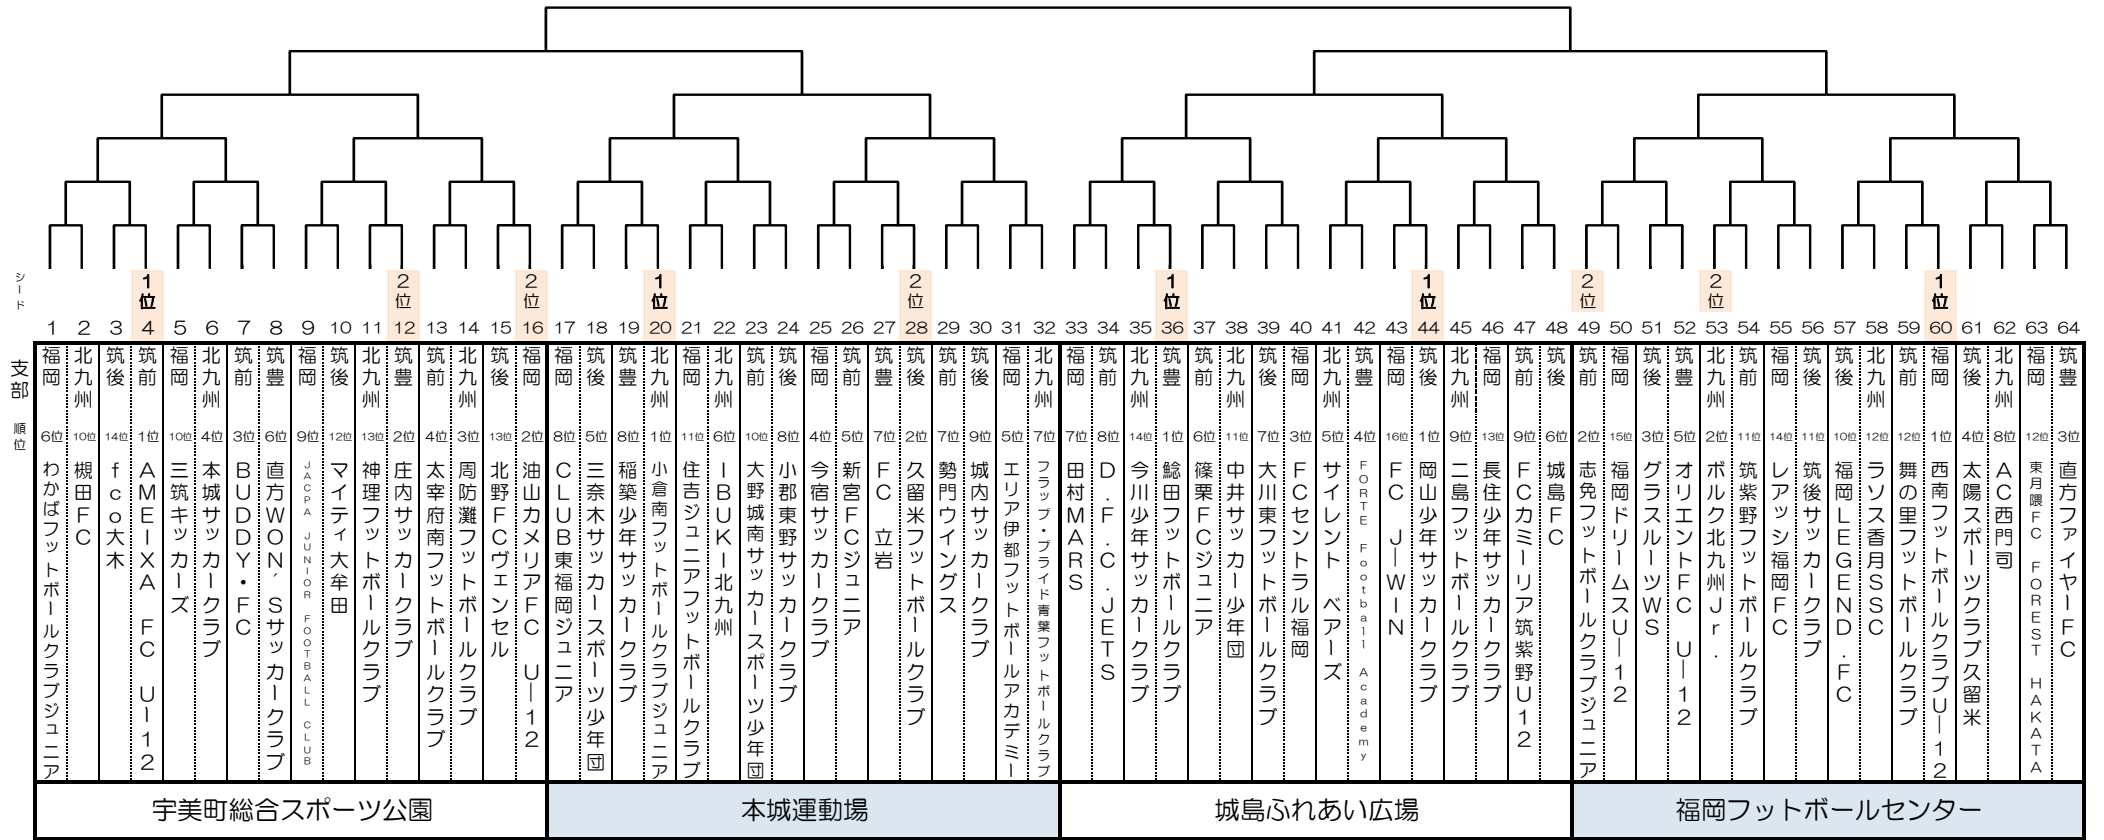 シード
1位
2位
2位
1位
2位
1位
1位
2位
2位
1位
1 2 3 4 5 6 7 8 9 10 11 12 13 14 15 16 17 18 19 20 21 22 23 24 25 26 27 28 29 30 31 32 33 34 35 36 37 38 39 40 41 42 43 44 45 46 47 48 49 50 51 52 53 54 55 56 57 58 59 60 61 62 63 64
支部 福岡 北九州 筑後 筑前 福岡 北九州 筑前 筑豊 福岡 筑後 北九州 筑豊 筑前 北九州 筑後 福岡 福岡 筑後 筑豊 北九州 福岡 北九州 筑前 筑後 福岡 筑前 筑豊 筑後 筑前 筑後 福岡 北九州 福岡 筑前 北九州 筑豊 筑前 北九州 筑後 福岡 北九州 筑豊 福岡 筑後 北九州 福岡 筑前 筑後 筑前 福岡 筑後 筑豊 北九州 筑前 福岡 筑後 福岡 北九州 筑前 福岡 筑後 北九州 福岡 筑豊
順位 6位 10位 14位 1位 10位 4位 3位 6位 9位 12位 13位 2位 4位 3位 13位 2位 8位 5位 8位 1位 11位 6位 10位 8位 4位 5位 7位 2位 7位 9位 5位 7位 7位 8位 14位 1位 6位 11位 7位 3位 5位 4位 16位 1位 9位 13位 9位 6位 2位 15位 3位 5位 2位 11位 14位 11位 10位 12位 12位 1位 4位 8位 12位 3位
わかばフットボールクラブジュニア
槻田FC
fco大木
AMEIXA FC U-12
三筑キッカーズ
本城サッカークラブ
BUDDY・FC
直方WON'Sサッカークラブ
JACPA JUNIOR FOOTBALL CLUB
マイティ大牟田
神理フットボールクラブ
庄内サッカークラブ
太宰府南フットボールクラブ
周防灘フットボールクラブ
北野FCヴェンセル
油山カメリアFC U-12
CLUB東福岡ジュニア
三奈木サッカースポーツ少年団
稲築少年サッカークラブ
小倉南フットボールクラブジュニア
住吉ジュニアフットボールクラブ
IBUKI北九州
大野城南サッカースポーツ少年団
小郡東野サッカークラブ
今宿サッカークラブ
新宮FCジュニア
FC 立岩
久留米フットボールクラブ
勢門ウイングス
城内サッカークラブ
エリア伊都フットボールアカデミー
フラップ・プライド青葉フットボールクラブ
田村MARS
D.F.C.JETS
今川少年サッカークラブ
鯰田フットボールクラブ
篠栗FCジュニア
中井サッカー少年団
大川東フットボールクラブ
FCセントラル福岡
サイレント ベアーズ
FORTE Football Academy
FC J-WIN
岡山少年サッカークラブ
二島フットボールクラブ
長住少年サッカークラブ
FCカミーリア筑紫野U12
城島FC
志免フットボールクラブジュニア
福岡ドリームスU-12
グラスルーツWS
オリエントFC U-12
ボルク北九州Jr.
筑紫野フットボールクラブ
レアッシ福岡FC
筑後サッカークラブ
福岡LEGEND.FC
ラソス香月SSC
舞の里フットボールクラブ
西南フットボールクラブU-12
太陽スポーツクラブ久留米
AC西門司
東月隈FC FOREST HAKATA
直方ファイヤーFC
宇美町総合スポーツ公園
本城運動場
城島ふれあい広場
福岡フットボールセンター